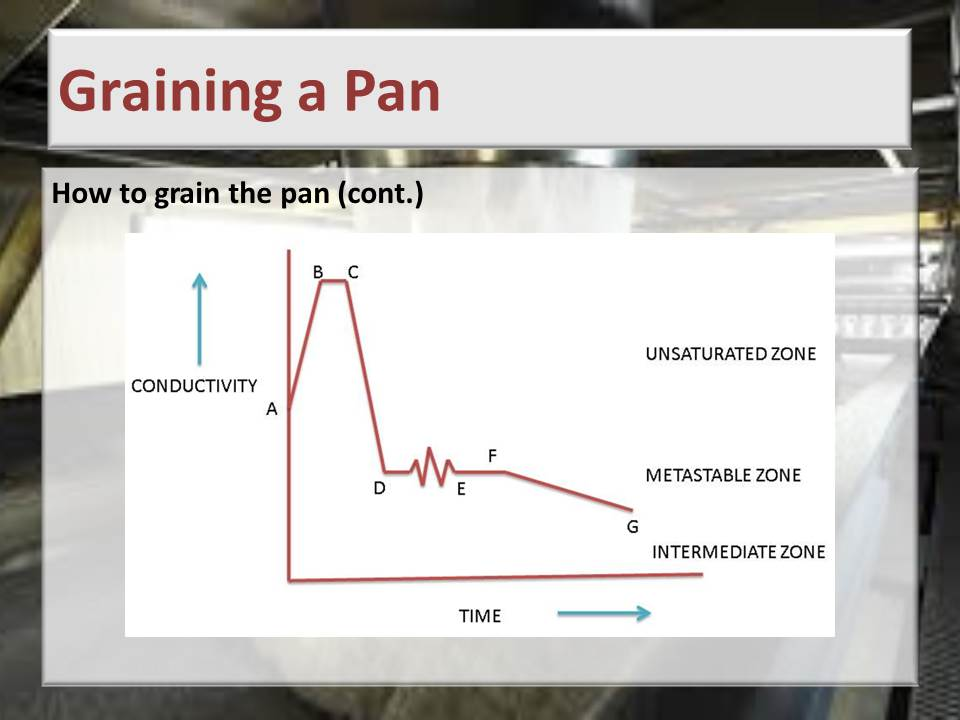 Graining a Pan
How to grain the pan (cont.)
B C
UNSATURATED ZONE
CONDUCTIVITY
A
F
METASTABLE ZONE
D E
G
INTERMEDIATE ZONE
TIME